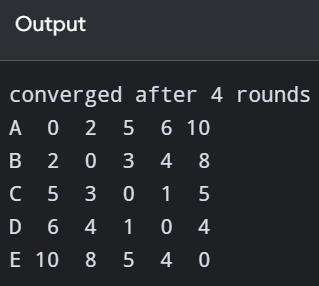 Output
converged after 4 rounds
A  0  2  5  6 10
B  2  0  3  4  8
C  5  3  0  1  5
D  6  4  1  0  4
E 10  8  5  4  0